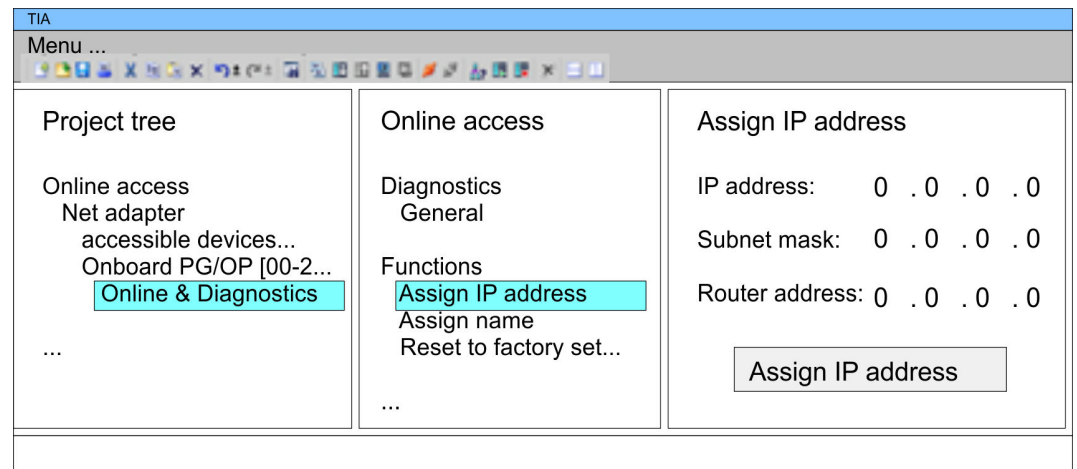 TIA
Menu ...
Project tree
Online access
Net adapter
accessible devices...
Onboard PG/OP [00-2...
Online & Diagnostics
...
Online access
Diagnostics
General
Functions
Assign IP address
Assign name
Reset to factory set...
...
Assign IP address
IP address: 0 . 0 . 0 . 0
Subnet mask: 0 . 0 . 0 . 0
Router address: 0 . 0 . 0 . 0
Assign IP address